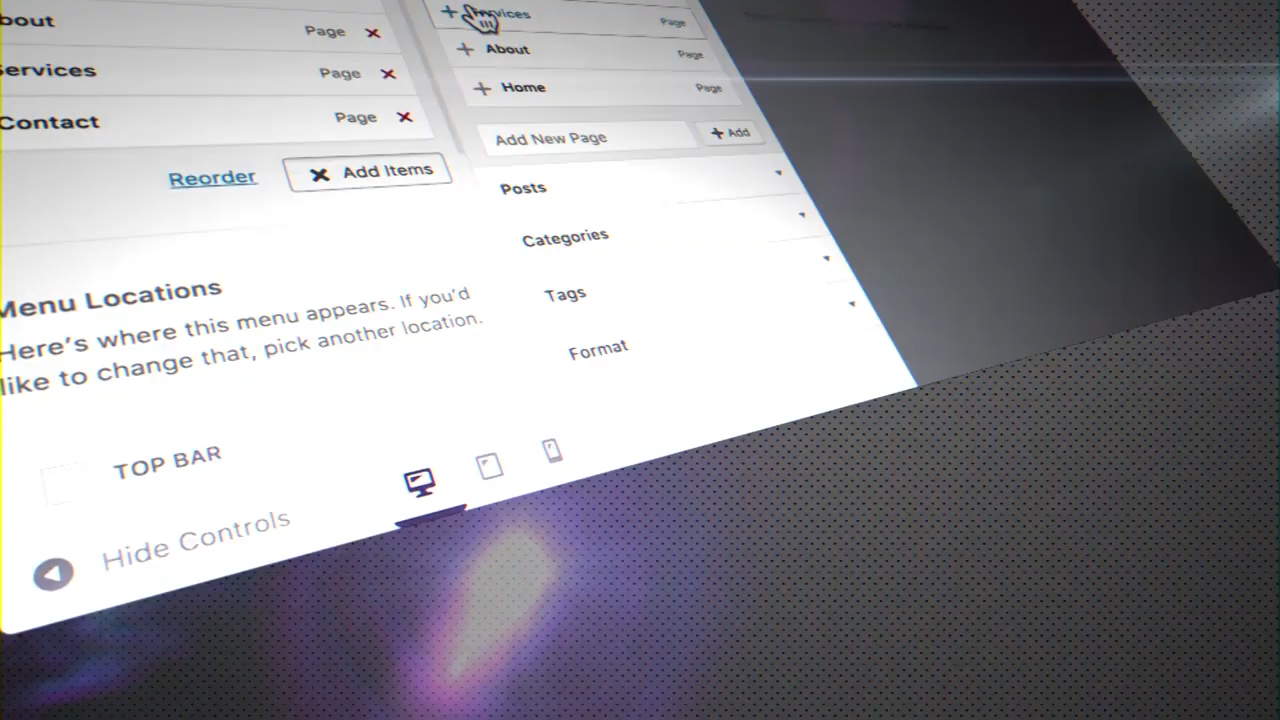 bout Page
ervices Page
Contact Page
Reorder Add Items
Menu Locations
Here's where this menu appears. If you'd
like to change that, pick another location.
TOP BAR
Hide Controls
Services Page
About Page
Home Page
Add New Page Add
Posts
Categories
Tags
Format